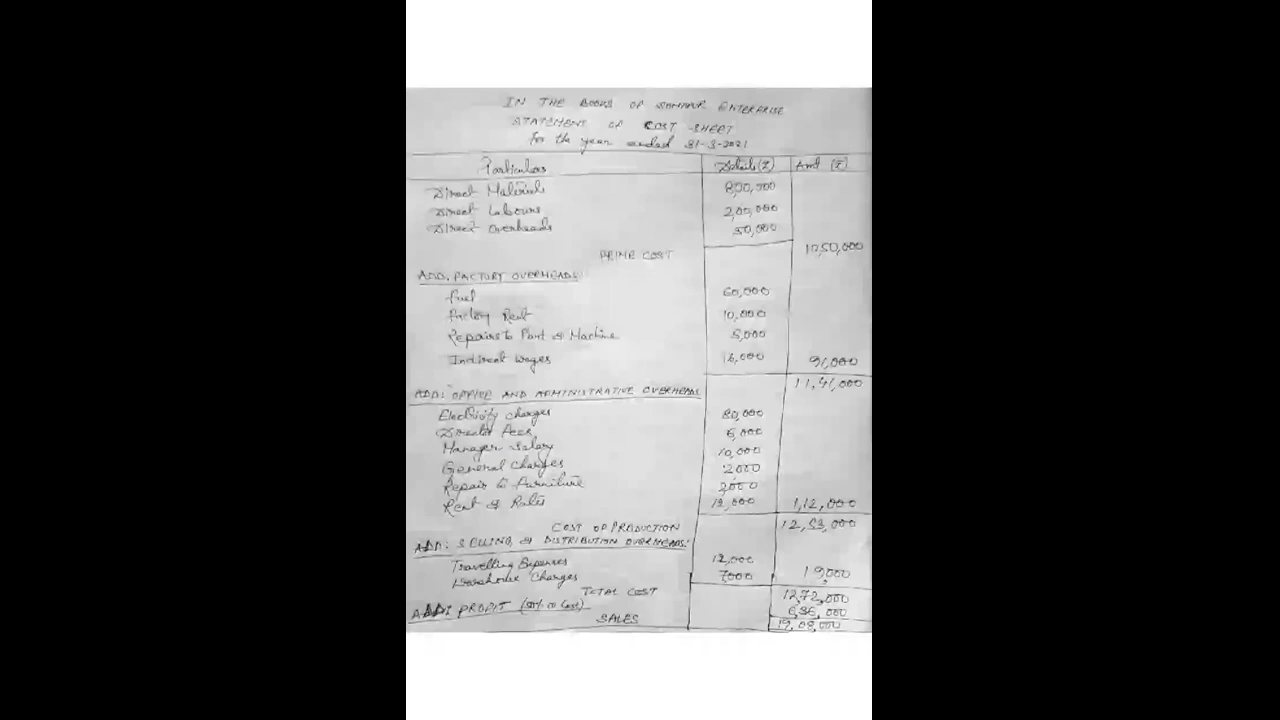 IN THE BOOKS OF ENTERPRISE
STATEMENT OF COST-SHEET
for the year ended 31-3-2021
Particulars Details(₹) Amt (₹)
Direct Materials 8,00,000
Direct Labours 2,00,000
Direct Overheads 50,000
PRIME COST 10,50,000
ADD: FACTORY OVERHEADS:
Fuel 60,000
Factory Rent 10,000
Repairs to Plant & Machine 5,000
Indirect wages 16,000 91,000
11,41,000
ADD: OFFICE AND ADMINISTRATIVE OVERHEADS
Electricity charges 80,000
Director Fees 6,000
Manager Salary 10,000
General Charges 2000
Repair to Furniture 2,000
Rent & Rates 12,000 1,12,000
COST OF PRODUCTION 12,53,000
ADD: SELLING & DISTRIBUTION OVERHEADS:
Travelling Expenses 12,000
Warehouse Charges 7000 19,000
TOTAL COST 12,72,000
ADD: PROFIT (50% on Cost) 6,36,000
SALES 19,08,000